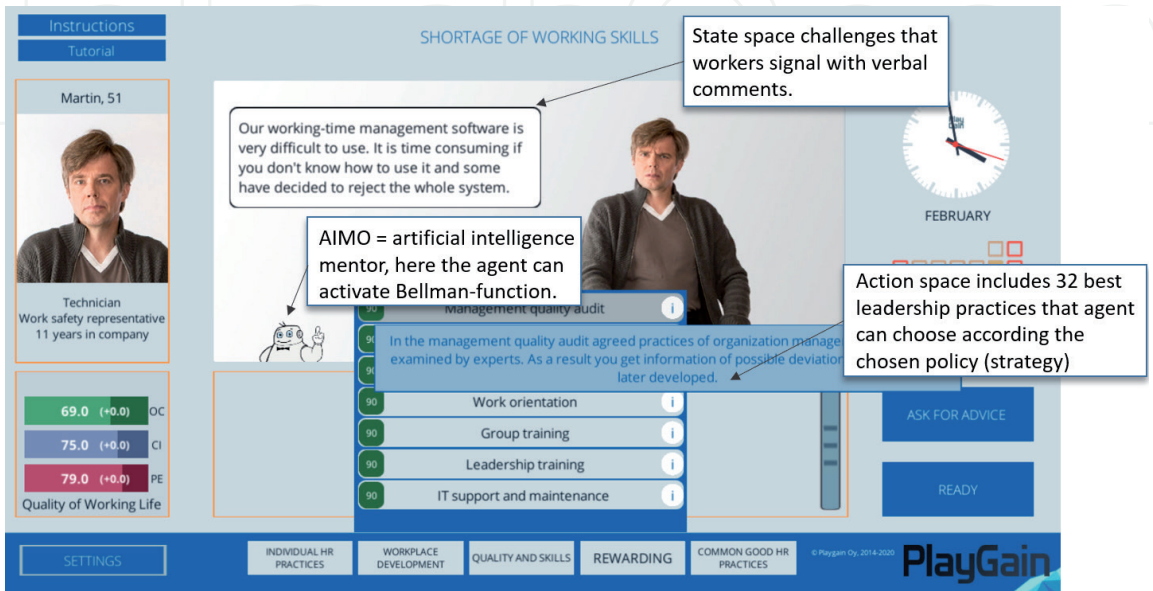 Instructions
Tutorial
SHORTAGE OF WORKING SKILLS
State space challenges that
workers signal with verbal
comments.
Martin, 51
Our working-time management software is
very difficult to use. It is time consuming if
you don't know how to use it and some
have decided to reject the whole system.
Play
Gain
FEBRUARY
AIMO = artificial intelligence
mentor, here the agent can
activate Bellman-function.
Action space includes 32 best
leadership practices that agent
can choose according the
chosen policy (strategy)
Technician
Work safety representative
11 years in company
90 Management quality audit i
In the management quality audit agreed practices of organization
examined by experts. As a result you get information of possible
later developed.
90 Work orientation i
90 Group training i
90 Leadership training i
90 IT support and maintenance i
69.0 (+0.0) OC
75.0 (+0.0) CI
79.0 (+0.0) PE
Quality of Working Life
ASK FOR ADVICE
READY
SETTINGS
INDIVIDUAL HR
PRACTICES
WORKPLACE
DEVELOPMENT
QUALITY AND SKILLS
REWARDING
COMMON GOOD HR
PRACTICES
© Playgain Oy, 2014-2020
PlayGain